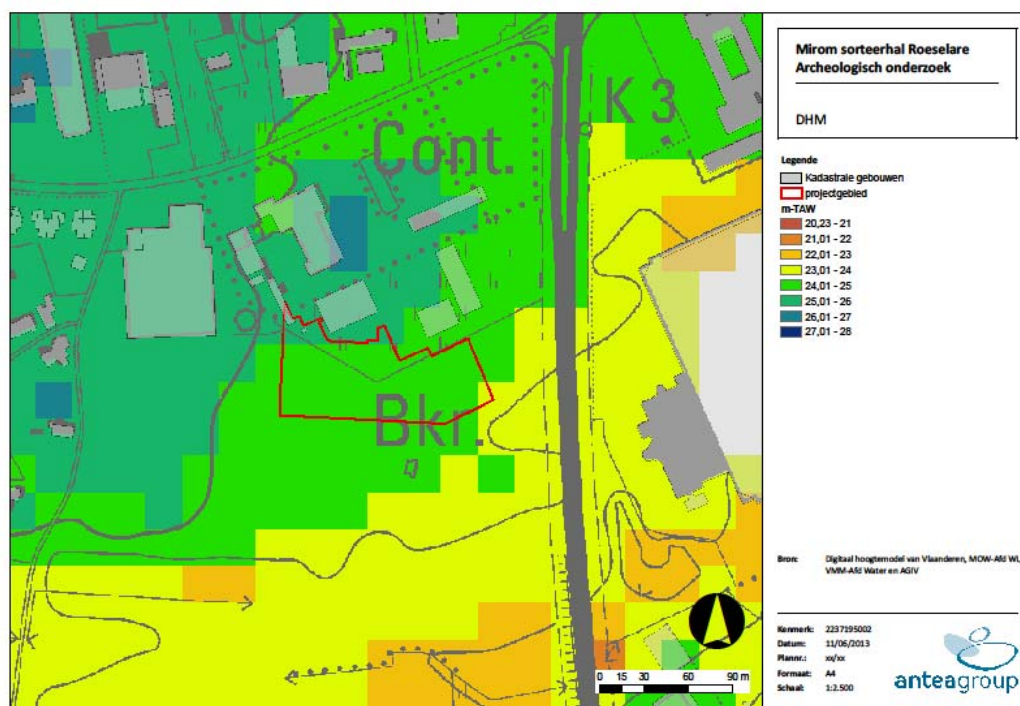 K 3
Cont.
Bkr.
0 15 30 60 90 m
Mirom sorteerhal Roeselare
Archeologisch onderzoek
DHM
Legende
Kadastrale gebouwen
projectgebied
m-TAW
20,23 - 21
21,01 - 22
22,01 - 23
23,01 - 24
24,01 - 25
25,01 - 26
26,01 - 27
27,01 - 28
Bron: Digitaal hoogtemodel van Vlaanderen, MOW-Afd WL,
VMM-Afd Water en AGIV
Kenmerk: 2237195002
Datum: 11/06/2013
Plannr.: xx/xx
Formaat: A4
Schaal: 1:2.500
anteagroup